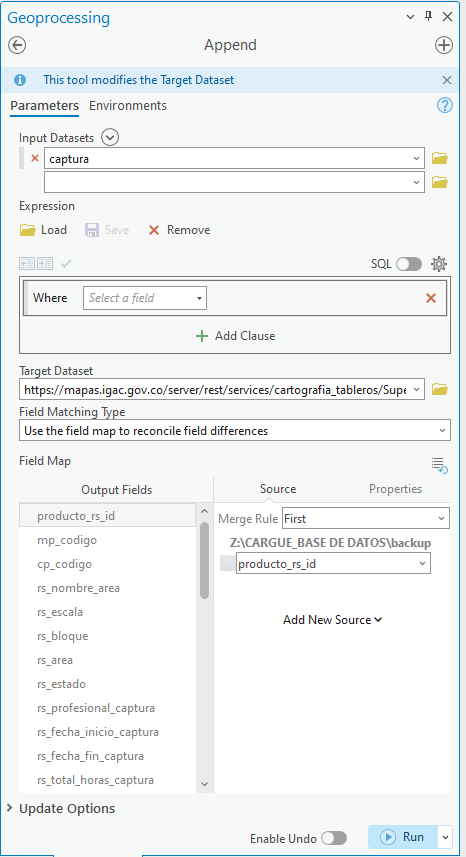 Geoprocessing
Append
This tool modifies the Target Dataset
Parameters Environments
Input Datasets
captura
Expression
Load Save Remove
SQL
Where Select a field
Add Clause
Target Dataset
https://mapas.igac.gov.co/server/rest/services/cartografia_tableros/Supe
Field Matching Type
Use the field map to reconcile field differences
Field Map
Output Fields Source Properties
producto_rs_id
mp_codigo
cp_codigo
rs_nombre_area
rs_escala
rs_bloque
rs_area
rs_estado
rs_profesional_captura
rs_fecha_inicio_captura
rs_fecha_fin_captura
rs_total_horas_captura
Merge Rule First
Z:\CARGUE_BASE DE DATOS\backup
producto_rs_id
Add New Source
Update Options
Enable Undo Run